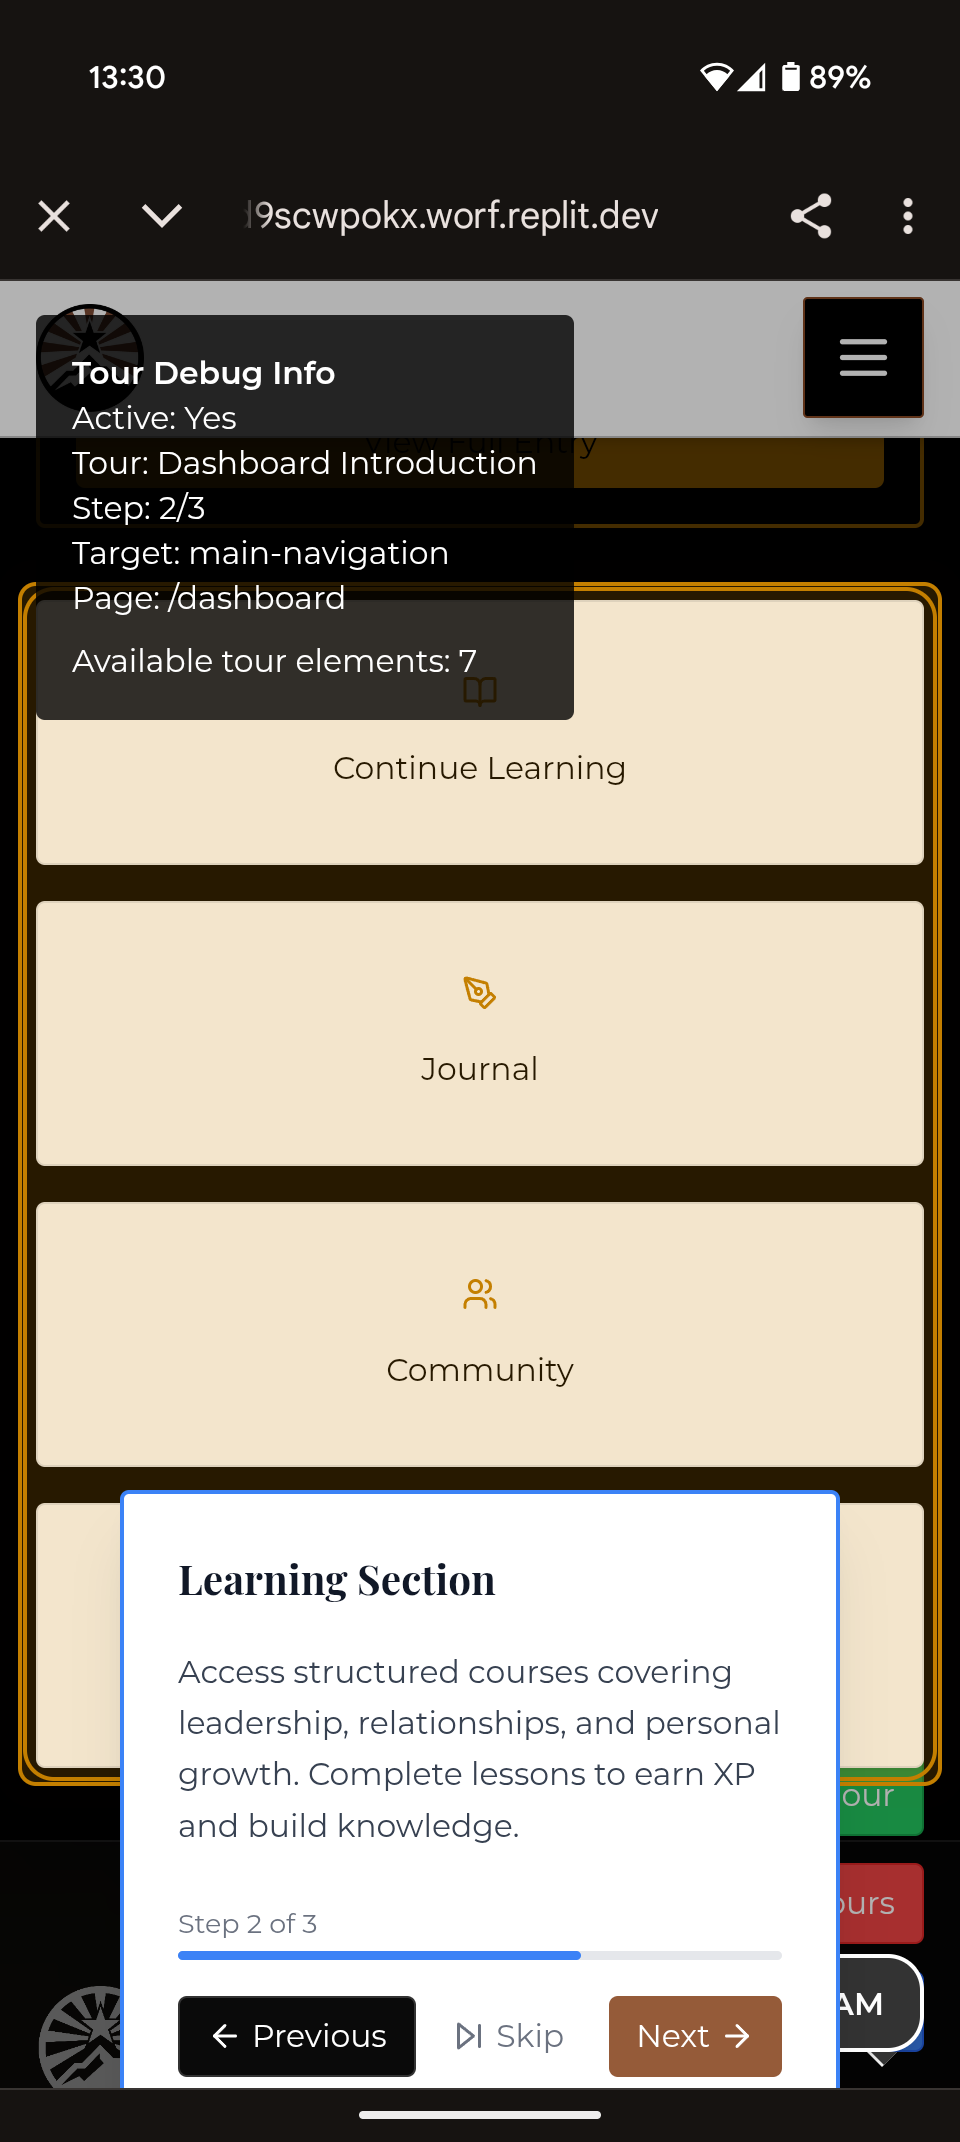 13:30
89%
9scwpokx.worf.replit.dev
Tour Debug Info
Active: Yes
Tour: Dashboard Introduction
View Full Entry
Step: 2/3
Target: main-navigation
Page: /dashboard
Available tour elements: 7
Continue Learning
Journal
Community
Learning Section
Access structured courses covering
leadership, relationships, and personal
growth. Complete lessons to earn XP
and build knowledge.
our
ours
Step 2 of 3
AM
Previous
Skip
Next